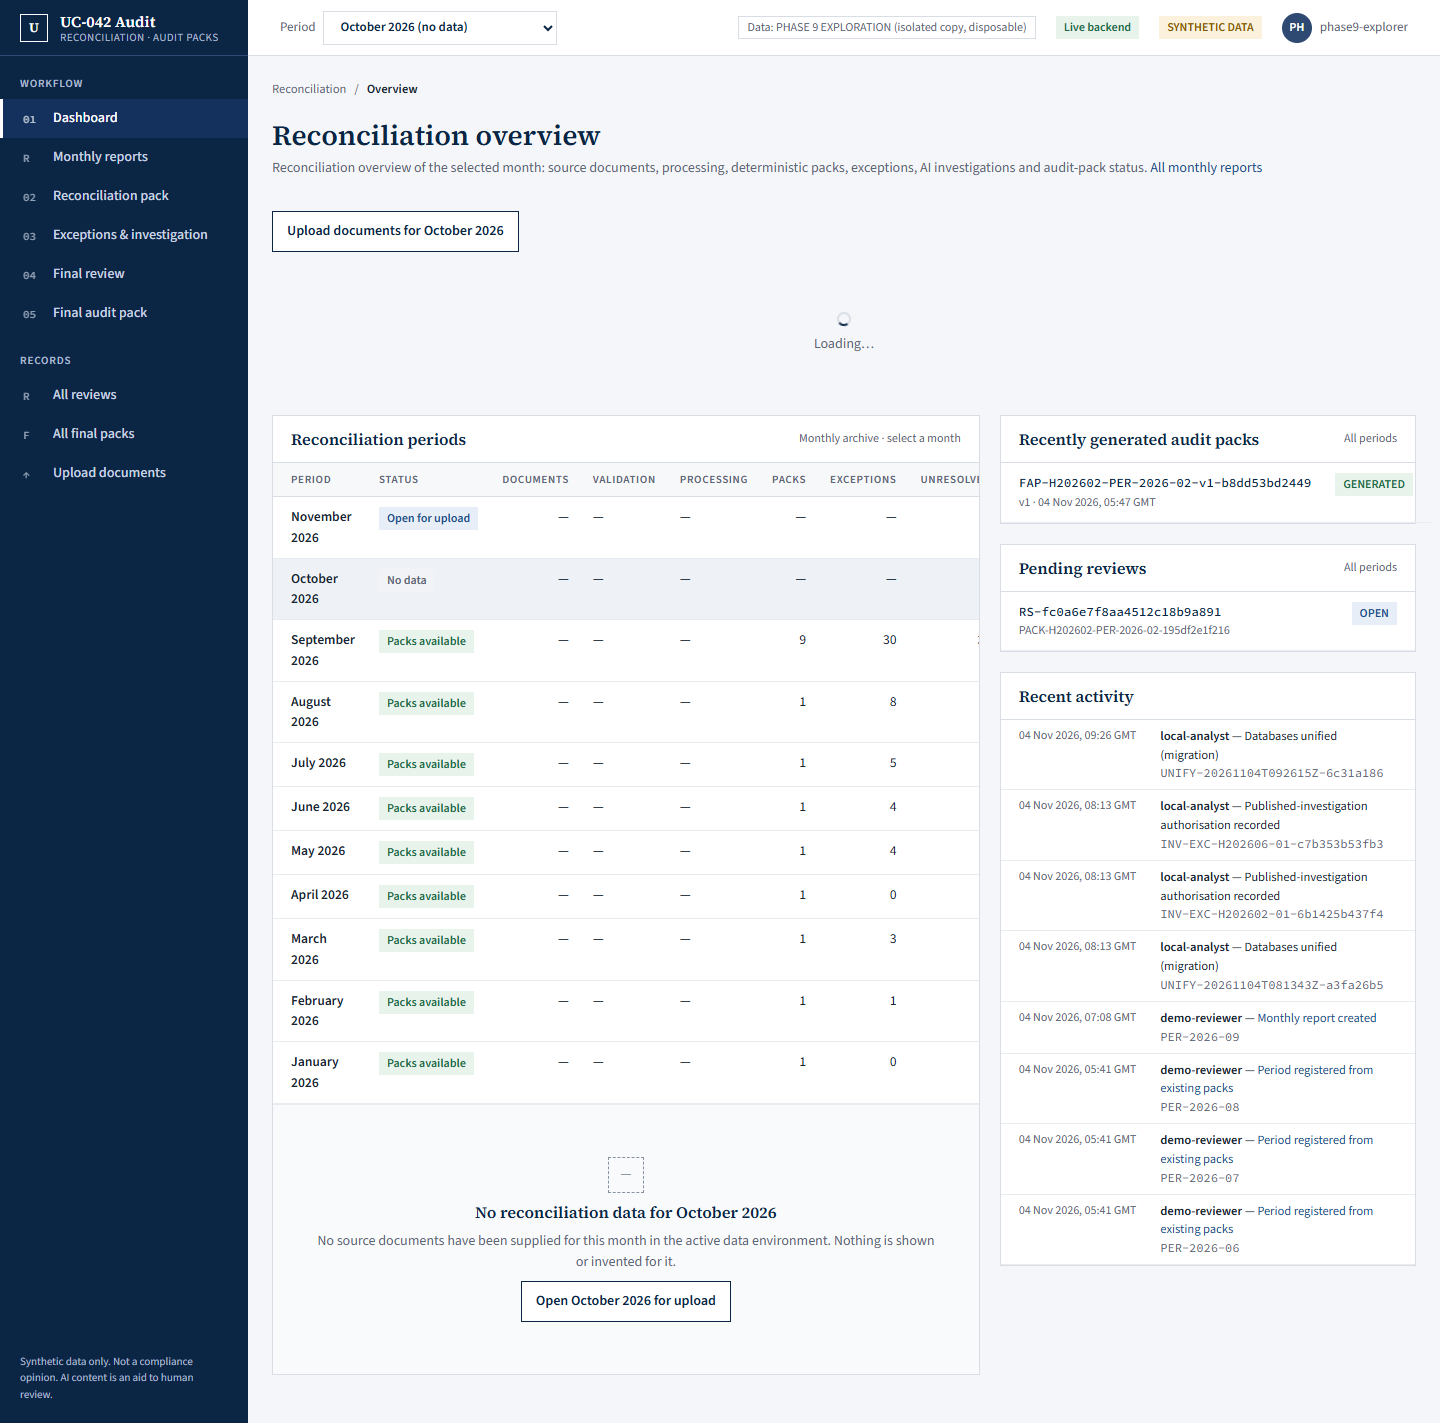 U
UC-042 Audit
RECONCILIATION · AUDIT PACKS
WORKFLOW
01 Dashboard
R Monthly reports
02 Reconciliation pack
03 Exceptions & investigation
04 Final review
05 Final audit pack
RECORDS
R All reviews
F All final packs
↑ Upload documents
Synthetic data only. Not a compliance
opinion. AI content is an aid to human
review.
Period October 2026 (no data)
Data: PHASE 9 EXPLORATION (isolated copy, disposable)
Live backend
SYNTHETIC DATA
PH phase9-explorer
Reconciliation / Overview
Reconciliation overview
Reconciliation overview of the selected month: source documents, processing, deterministic packs, exceptions, AI investigations and audit-pack status. All monthly reports
Upload documents for October 2026
Loading…
Reconciliation periods
Monthly archive · select a month
PERIOD STATUS DOCUMENTS VALIDATION PROCESSING PACKS EXCEPTIONS
November 2026 Open for upload — — — — —
October 2026 No data — — — — —
September 2026 Packs available — — — 9 30
August 2026 Packs available — — — 1 8
July 2026 Packs available — — — 1 5
June 2026 Packs available — — — 1 4
May 2026 Packs available — — — 1 4
April 2026 Packs available — — — 1 0
March 2026 Packs available — — — 1 3
February 2026 Packs available — — — 1 1
January 2026 Packs available — — — 1 0
—
No reconciliation data for October 2026
No source documents have been supplied for this month in the active data environment. Nothing is shown
or invented for it.
Open October 2026 for upload
Recently generated audit packs
All periods
FAP-H202602-PER-2026-02-v1-b8dd53bd2449 GENERATED
v1 · 04 Nov 2026, 05:47 GMT
Pending reviews
All periods
RS-fc0a6e7f8aa4512c18b9a891 OPEN
PACK-H202602-PER-2026-02-195df2e1f216
Recent activity
04 Nov 2026, 09:26 GMT local-analyst — Databases unified
(migration)
UNIFY-20261104T092615Z-6c31a186
04 Nov 2026, 08:13 GMT local-analyst — Published-investigation
authorisation recorded
INV-EXC-H202606-01-c7b353b53fb3
04 Nov 2026, 08:13 GMT local-analyst — Published-investigation
authorisation recorded
INV-EXC-H202602-01-6b1425b437f4
04 Nov 2026, 08:13 GMT local-analyst — Databases unified
(migration)
UNIFY-20261104T081343Z-a3fa26b5
04 Nov 2026, 07:08 GMT demo-reviewer — Monthly report created
PER-2026-09
04 Nov 2026, 05:41 GMT demo-reviewer — Period registered from
existing packs
PER-2026-08
04 Nov 2026, 05:41 GMT demo-reviewer — Period registered from
existing packs
PER-2026-07
04 Nov 2026, 05:41 GMT demo-reviewer — Period registered from
existing packs
PER-2026-06